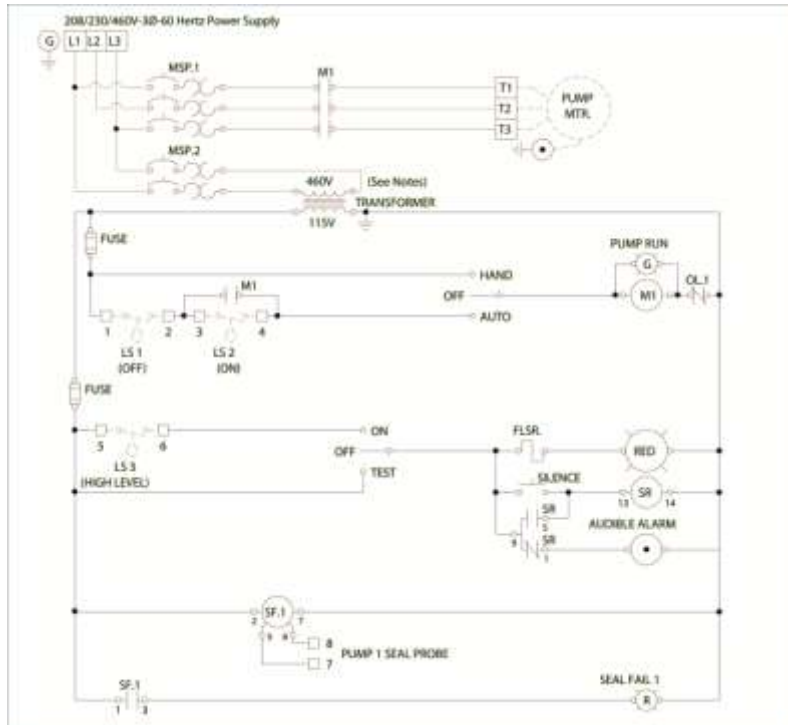 208/230/460V-3Ø-60 Hertz Power Supply
G L1 L2 L3
MSP.1 M1
T1
T2
T3
PUMP
MTR.
MSP.2
460V (See Notes)
TRANSFORMER
115V
FUSE
PUMP RUN
G
M1 OL.1
HAND
OFF
AUTO
M1
1 2 3 4
LS 1
(OFF)
LS 2
(ON)
FUSE
5 6
LS 3
(HIGH LEVEL)
ON
OFF
TEST
FLSR. RED
SILENCE
13 SR 14
SR
5
9
SR
1
AUDIBLE ALARM
2 SF.1 7
5 8
7
PUMP 1 SEAL PROBE
SF.1
1 3
SEAL FAIL 1
R